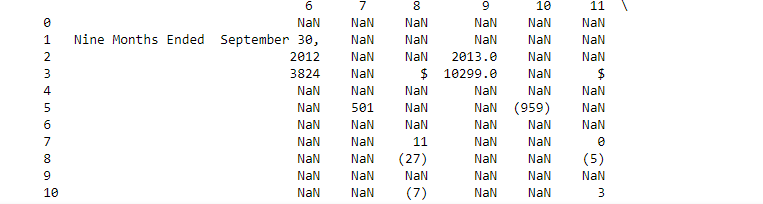 6 7 8 9 10 11 \
0 NaN NaN NaN NaN NaN NaN
1 Nine Months Ended September 30, NaN NaN NaN NaN NaN
2 2012 NaN NaN 2013.0 NaN NaN
3 3824 NaN $ 10299.0 NaN $
4 NaN NaN NaN NaN NaN NaN
5 NaN 501 NaN NaN (959) NaN
6 NaN NaN NaN NaN NaN NaN
7 NaN NaN 11 NaN NaN 0
8 NaN NaN (27) NaN NaN (5)
9 NaN NaN NaN NaN NaN NaN
10 NaN NaN (7) NaN NaN 3